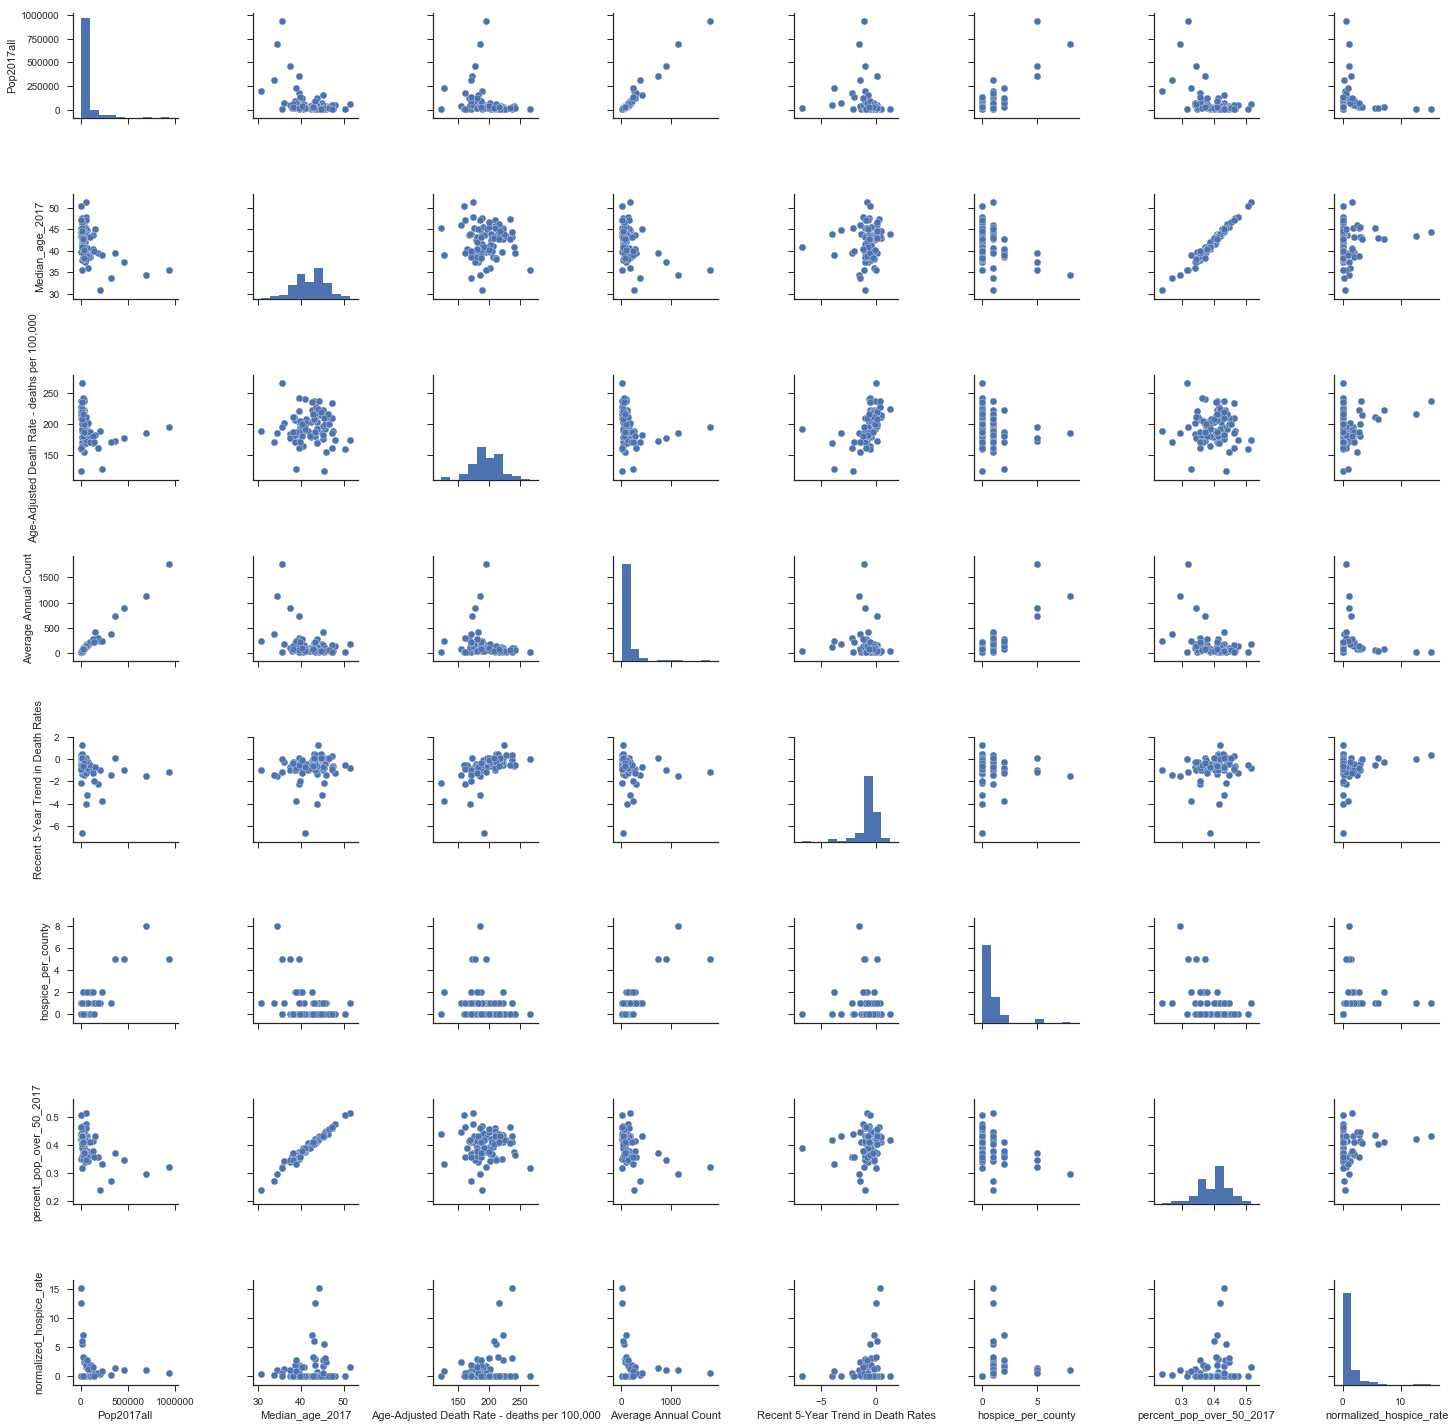 Pop2017all
1000000
750000
500000
250000
0
Median_age_2017
50
45
40
35
30
Age-Adjusted Death Rate - deaths per 100,000
250
200
150
Average Annual Count
1500
1000
500
0
Recent 5-Year Trend in Death Rates
2
0
−2
−4
−6
hospice_per_county
8
6
4
2
0
percent_pop_over_50_2017
0.5
0.4
0.3
0.2
normalized_hospice_rate
15
10
5
0
0 500000 1000000
30 40 50
150 200 250
0 1000
−5 0
0 5
0.3 0.4 0.5
0 10
Pop2017all
Median_age_2017
Age-Adjusted Death Rate - deaths per 100,000
Average Annual Count
Recent 5-Year Trend in Death Rates
hospice_per_county
percent_pop_over_50_2017
normalized_hospice_rate